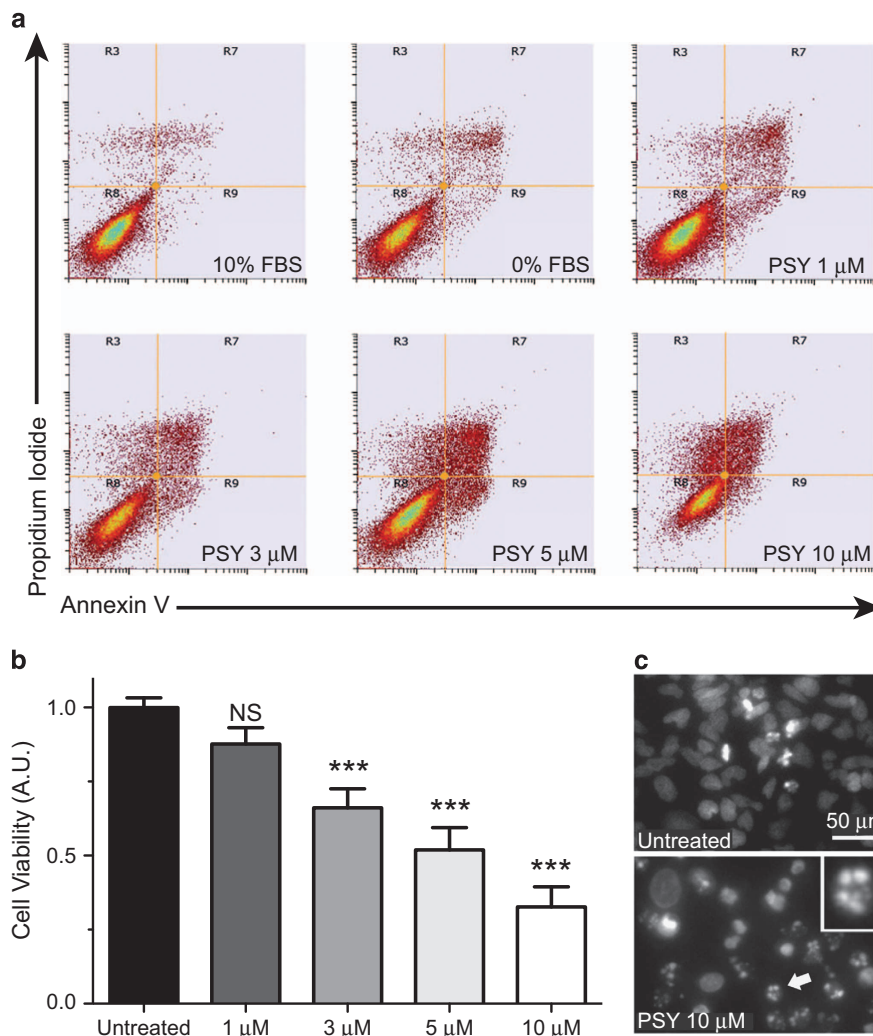 a
Propidium Iodide
R3 R7
R8 R9
10% FBS
R3 R7
R8 R9
0% FBS
R3 R7
R8 R9
PSY 1 μM
R3 R7
R8 R9
PSY 3 μM
R3 R7
R8 R9
PSY 5 μM
R3 R7
R8 R9
PSY 10 μM
Annexin V
b
Cell Viability (A.U.)
1.0
0.5
0.0
NS
***
***
***
Untreated
1 μM
3 μM
5 μM
10 μM
c
Untreated
50 μm
PSY 10 μM